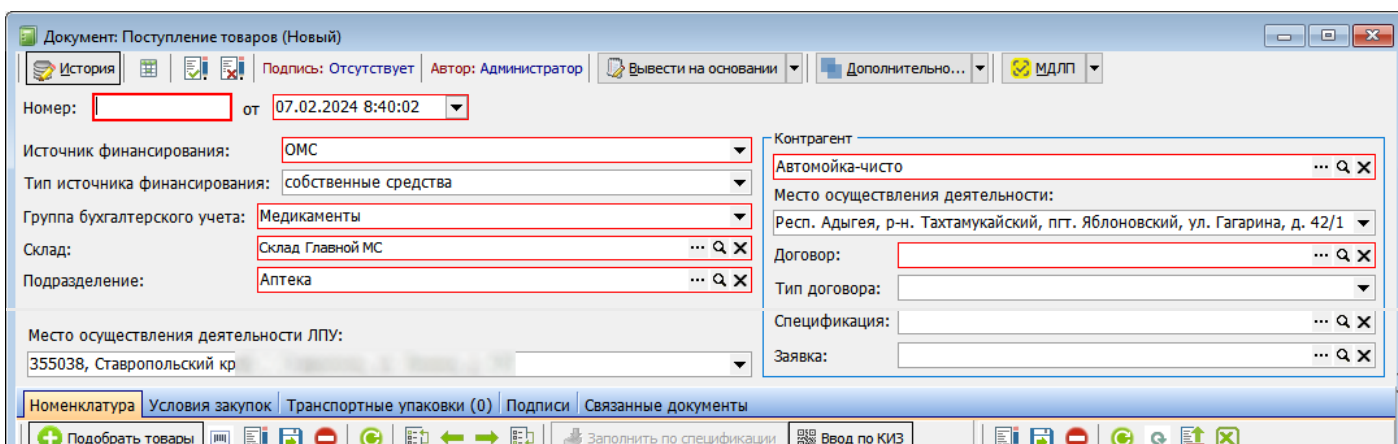 Документ: Поступление товаров (Новый)
История Подпись: Отсутствует Автор: Администратор Вывести на основании Дополнительно... МДЛП
Номер: от 07.02.2024 8:40:02
Источник финансирования: ОМС
Тип источника финансирования: собственные средства
Группа бухгалтерского учета: Медикаменты
Склад: Склад Главной МС
Подразделение: Аптека
Место осуществления деятельности ЛПУ:
355038, Ставропольский кр
Контрагент
Автомойка-чисто
Место осуществления деятельности:
Респ. Адыгея, р-н. Тахтамукайский, пгт. Яблоновский, ул. Гагарина, д. 42/1
Договор:
Тип договора:
Спецификация:
Заявка:
Номенклатура Условия закупок Транспортные упаковки (0) Подписи Связанные документы
Подобрать товары Заполнить по спецификации Ввод по КИЗ